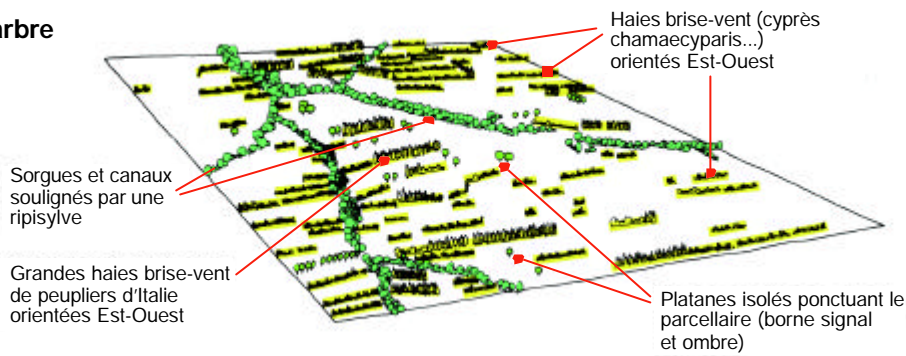 arbre
Haies brise-vent (cyprès
chamaecyparis...)
orientés Est-Ouest
Sorgues et canaux
soulignés par une
ripisylve
Grandes haies brise-vent
de peupliers d'Italie
orientées Est-Ouest
Platanes isolés ponctuant le
parcellaire (borne signal
et ombre)